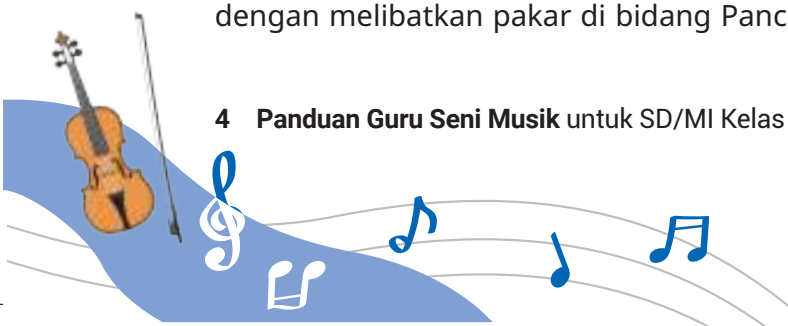 dengan melibatkan pakar di bidang Panc
4 Panduan Guru Seni Musik untuk SD/MI Kelas